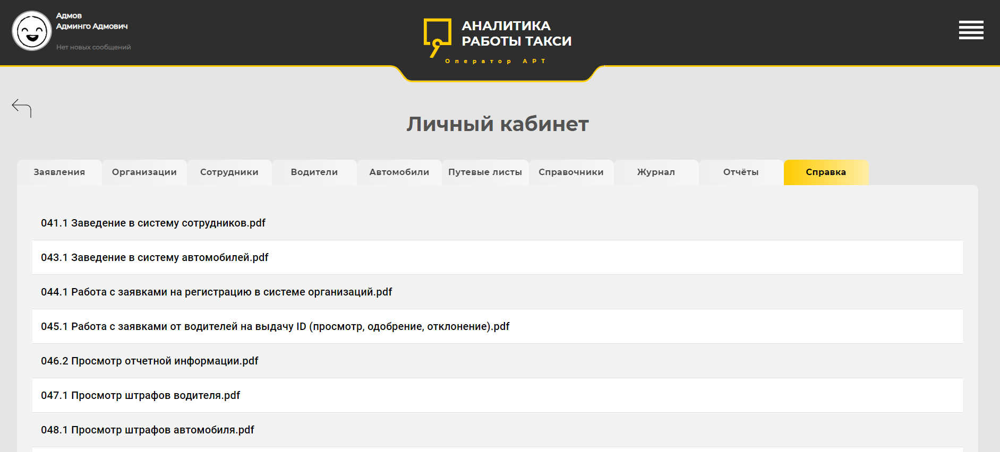 Адмов
Админго Адмович
Нет новых сообщений
АНАЛИТИКА
РАБОТЫ ТАКСИ
Оператор АРТ
Личный кабинет
Заявления Организации Сотрудники Водители Автомобили Путевые листы Справочники Журнал Отчёты Справка
041.1 Заведение в систему сотрудников.pdf
043.1 Заведение в систему автомобилей.pdf
044.1 Работа с заявками на регистрацию в системе организаций.pdf
045.1 Работа с заявками от водителей на выдачу ID (просмотр, одобрение, отклонение).pdf
046.2 Просмотр отчетной информации.pdf
047.1 Просмотр штрафов водителя.pdf
048.1 Просмотр штрафов автомобиля.pdf